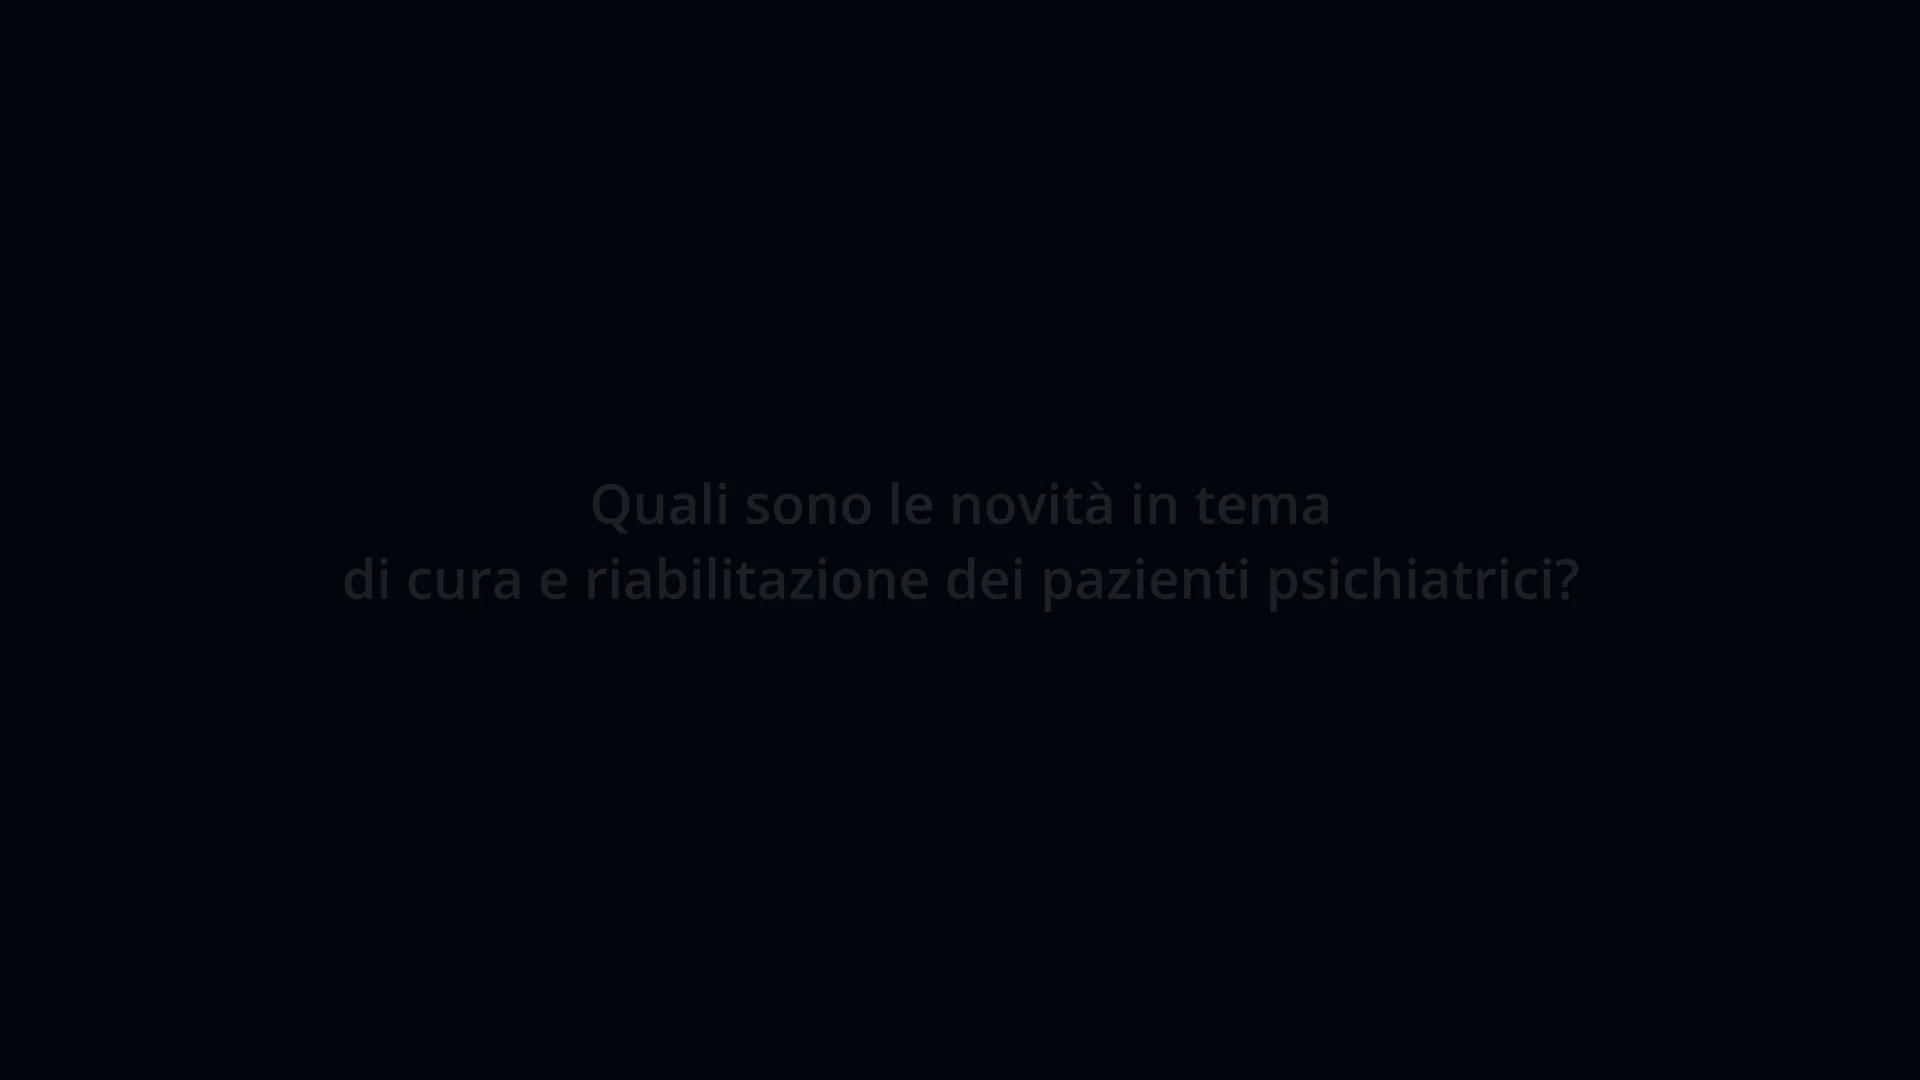 Quali sono le novità in tema
di cura e riabilitazione dei pazienti psichiatrici?